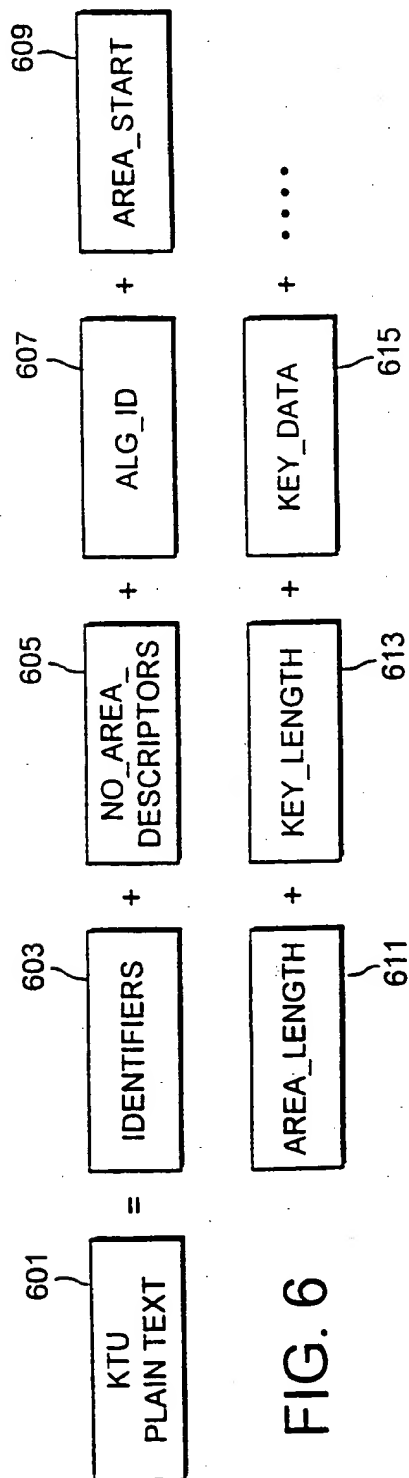 601
KTU
PLAIN TEXT
=
603
IDENTIFIERS
+
605
NO_AREA_
DESCRIPTORS
+
607
ALG_ID
+
609
AREA_START
611
AREA_LENGTH
+
613
KEY_LENGTH
+
615
KEY_DATA
+
....
FIG. 6